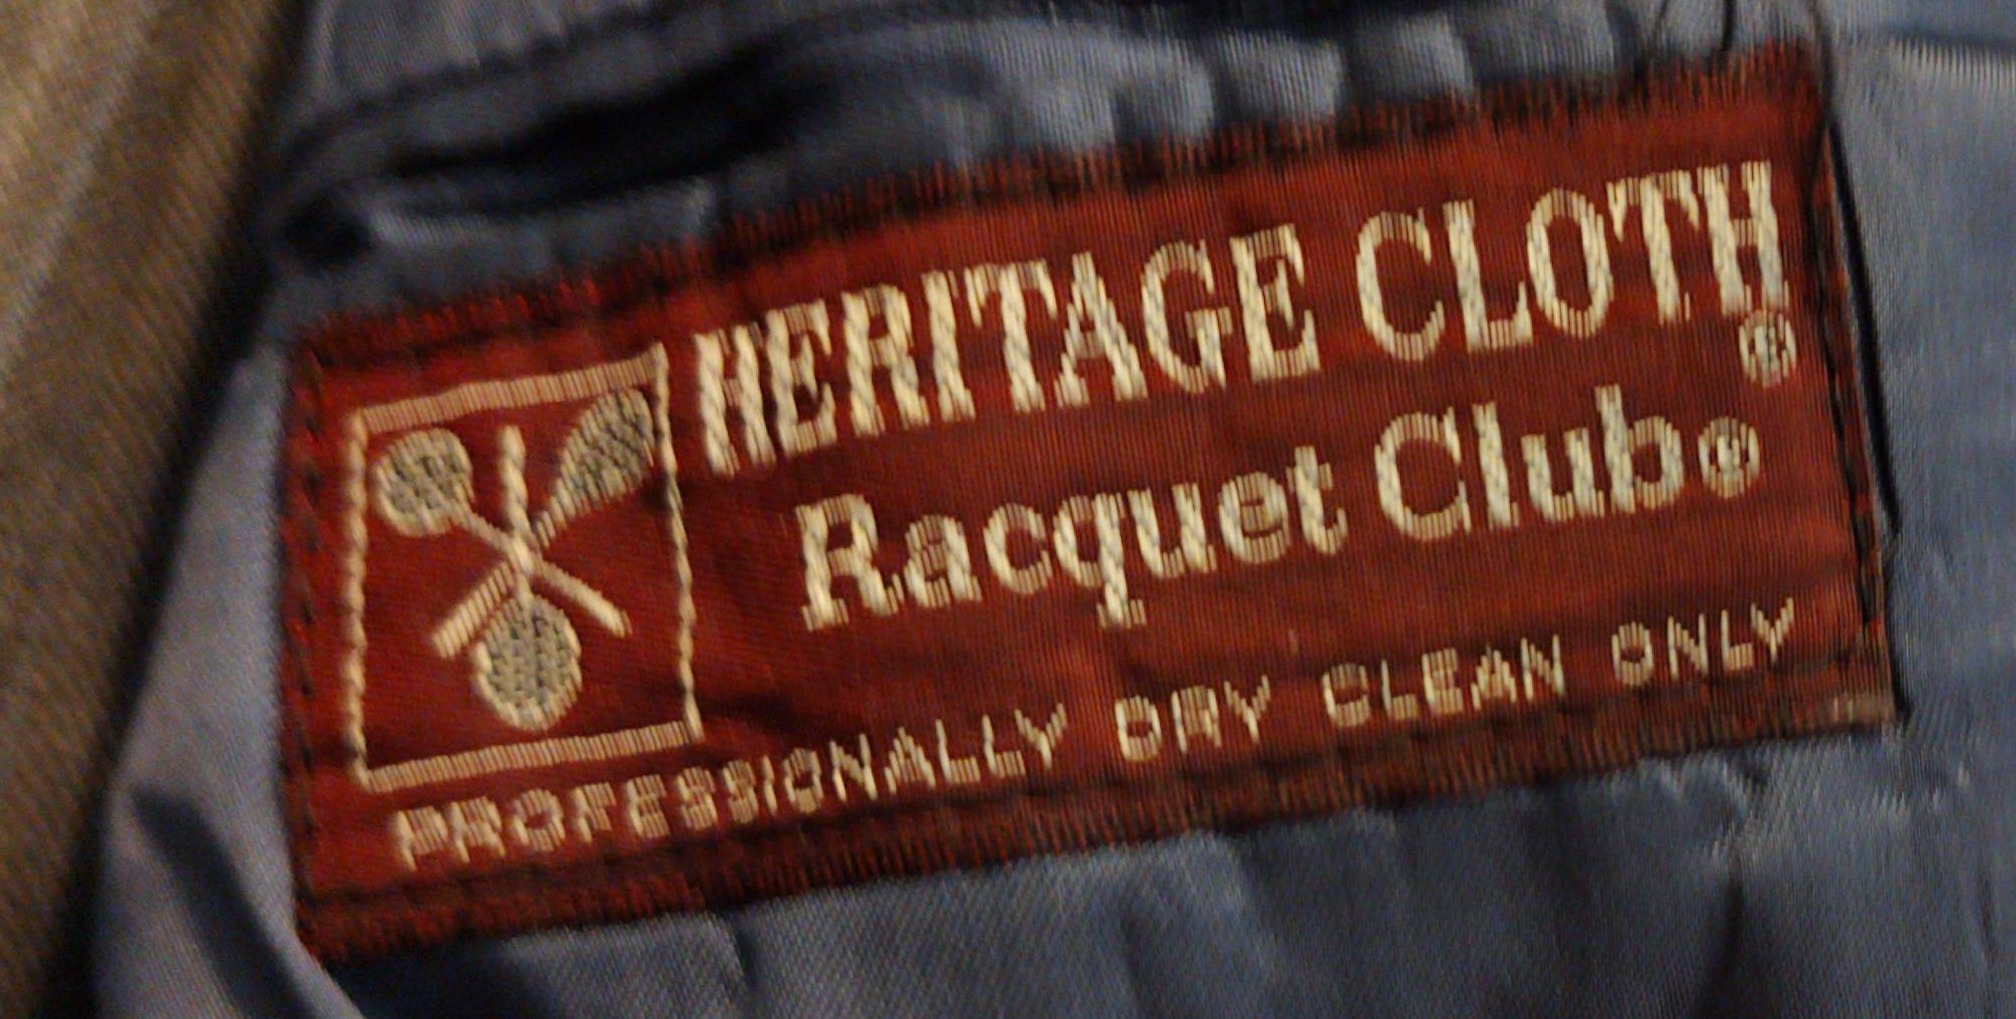 HERITAGE CLOTH®
Racquet Club®
PROFESSIONALLY DRY CLEAN ONLY